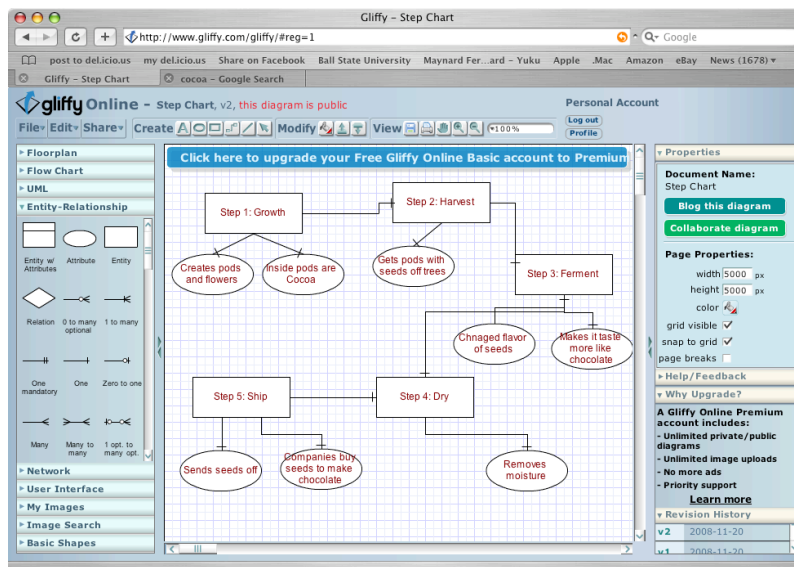 Gliffy – Step Chart
http://www.gliffy.com/gliffy/#reg=1
Google
post to del.icio.us my del.icio.us Share on Facebook Ball State University Maynard Fer...ard – Yuku Apple .Mac Amazon eBay News (1678)
Gliffy – Step Chart
cocoa – Google Search
gliffy Online – Step Chart, v2, this diagram is public
Personal Account
Log out
Profile
File Edit Share Create Modify View 100%
Click here to upgrade your Free Gliffy Online Basic account to Premium
Floorplan
Flow Chart
UML
Entity-Relationship
Entity w/ Attributes
Attribute
Entity
Relation
0 to many optional
1 to many
One mandatory
One
Zero to one
Many
Many to many
1 opt. to many opt.
Network
User Interface
My Images
Image Search
Basic Shapes
Step 1: Growth
Step 2: Harvest
Creates pods
and flowers
Inside pods are
Cocoa
Gets pods with
seeds off trees
Step 3: Ferment
Chnaged flavor
of seeds
Makes it taste
more like
chocolate
Step 5: Ship
Step 4: Dry
Sends seeds off
Companies buy
seeds to make
chocolate
Removes
moisture
Properties
Document Name:
Step Chart
Blog this diagram
Collaborate diagram
Page Properties:
width 5000 px
height 5000 px
color
grid visible
snap to grid
page breaks
Help/Feedback
Why Upgrade?
A Gliffy Online Premium
account includes:
- Unlimited private/public
diagrams
- Unlimited image uploads
- No more ads
- Priority support
Learn more
Revision History
v2 2008-11-20
v1 2008-11-20